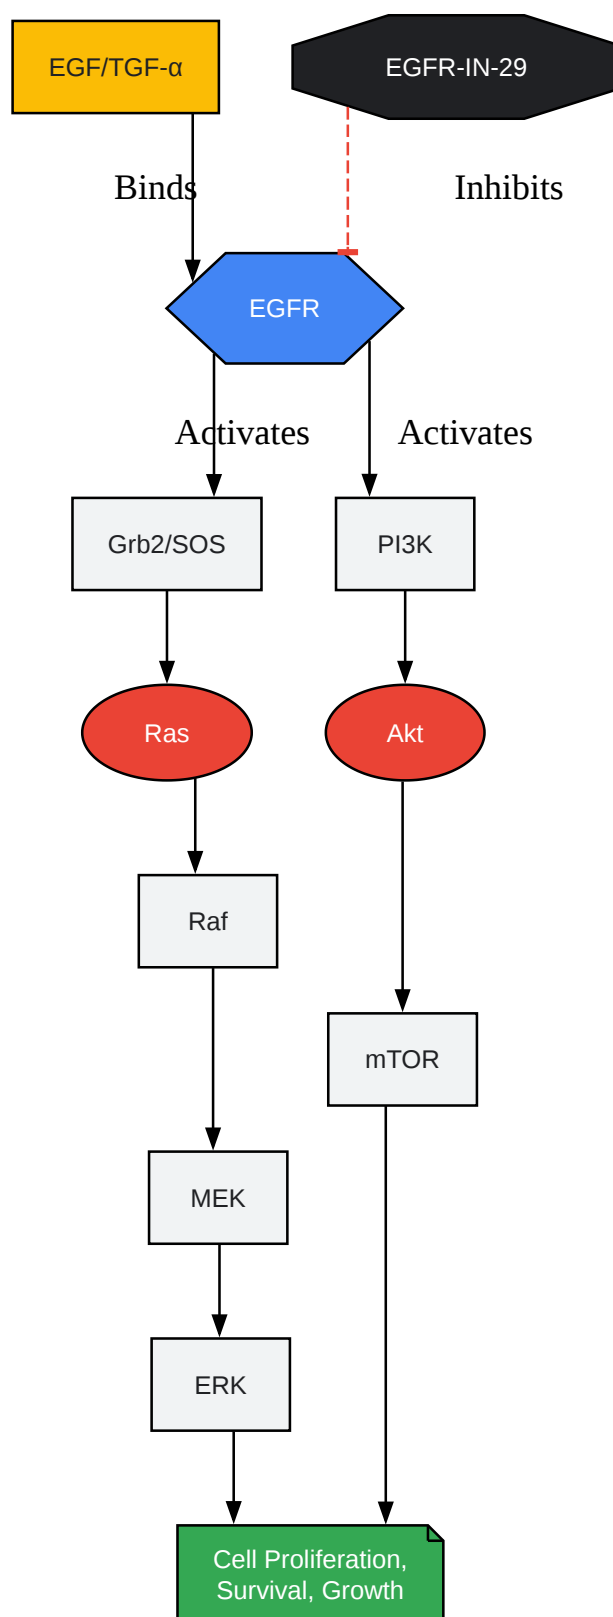 EGF/TGF-α
EGFR-IN-29
Binds
Inhibits
EGFR
Activates
Activates
Grb2/SOS
PI3K
Ras
Akt
Raf
mTOR
MEK
ERK
Cell Proliferation,
Survival, Growth